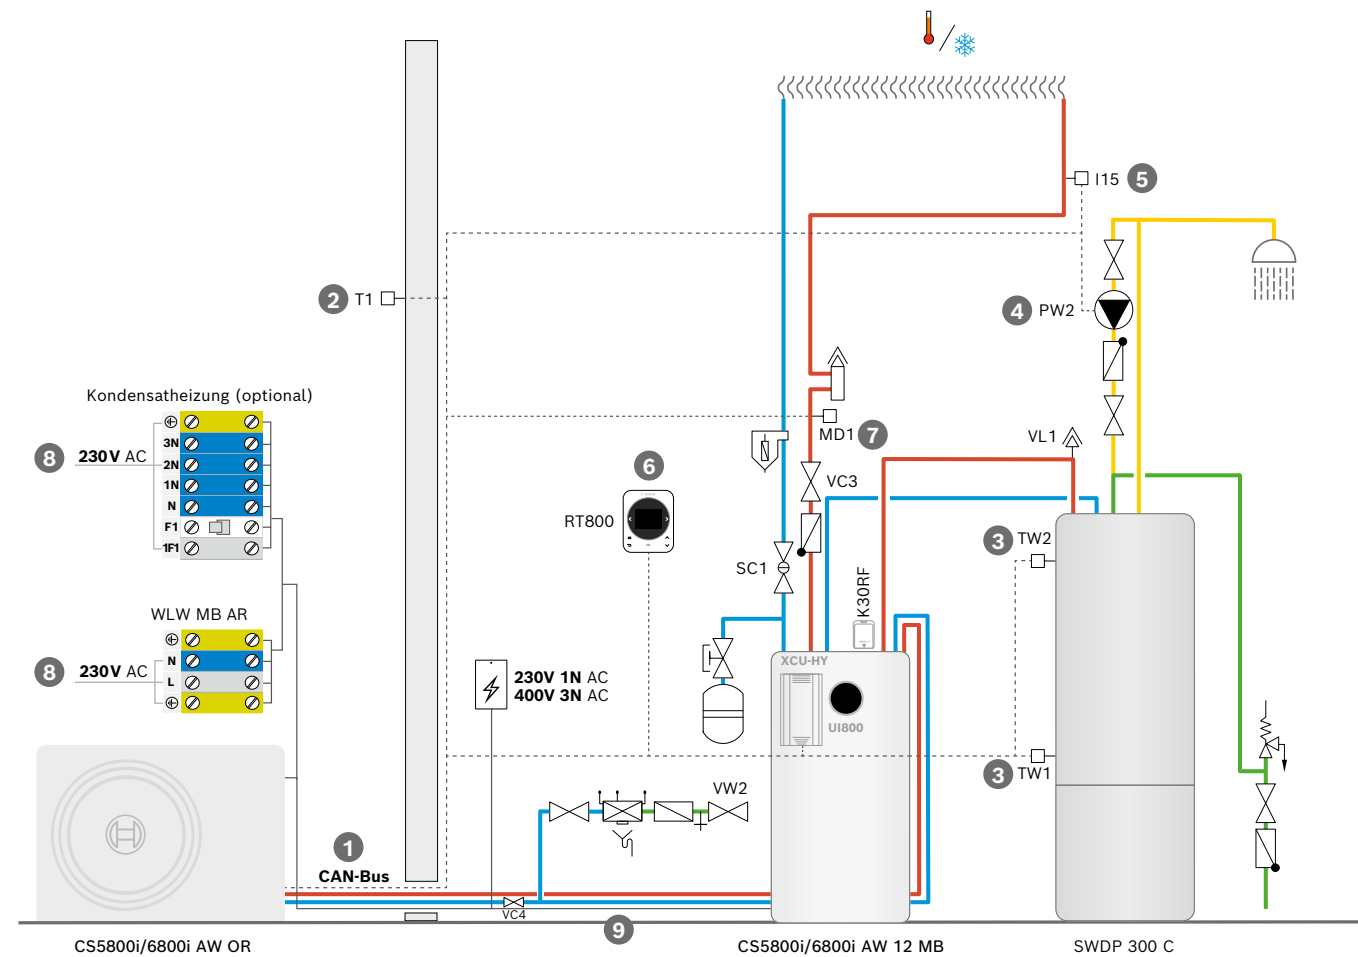 I15 5
2 T1
4 PW2
Kondensatheizung (optional)
3N
8 230V AC
2N
1N
N
F1
1F1
MD1 7
VL1
6
VC3
RT800
3 TW2
SC1
K30RF
WLW MB AR
N
8 230V AC
L
XCU-HY
230V 1N AC
400V 3N AC
UI800
3 TW1
VW2
1
CAN-Bus
VC4
9
CS5800i/6800i AW OR
CS5800i/6800i AW 12 MB
SWDP 300 C